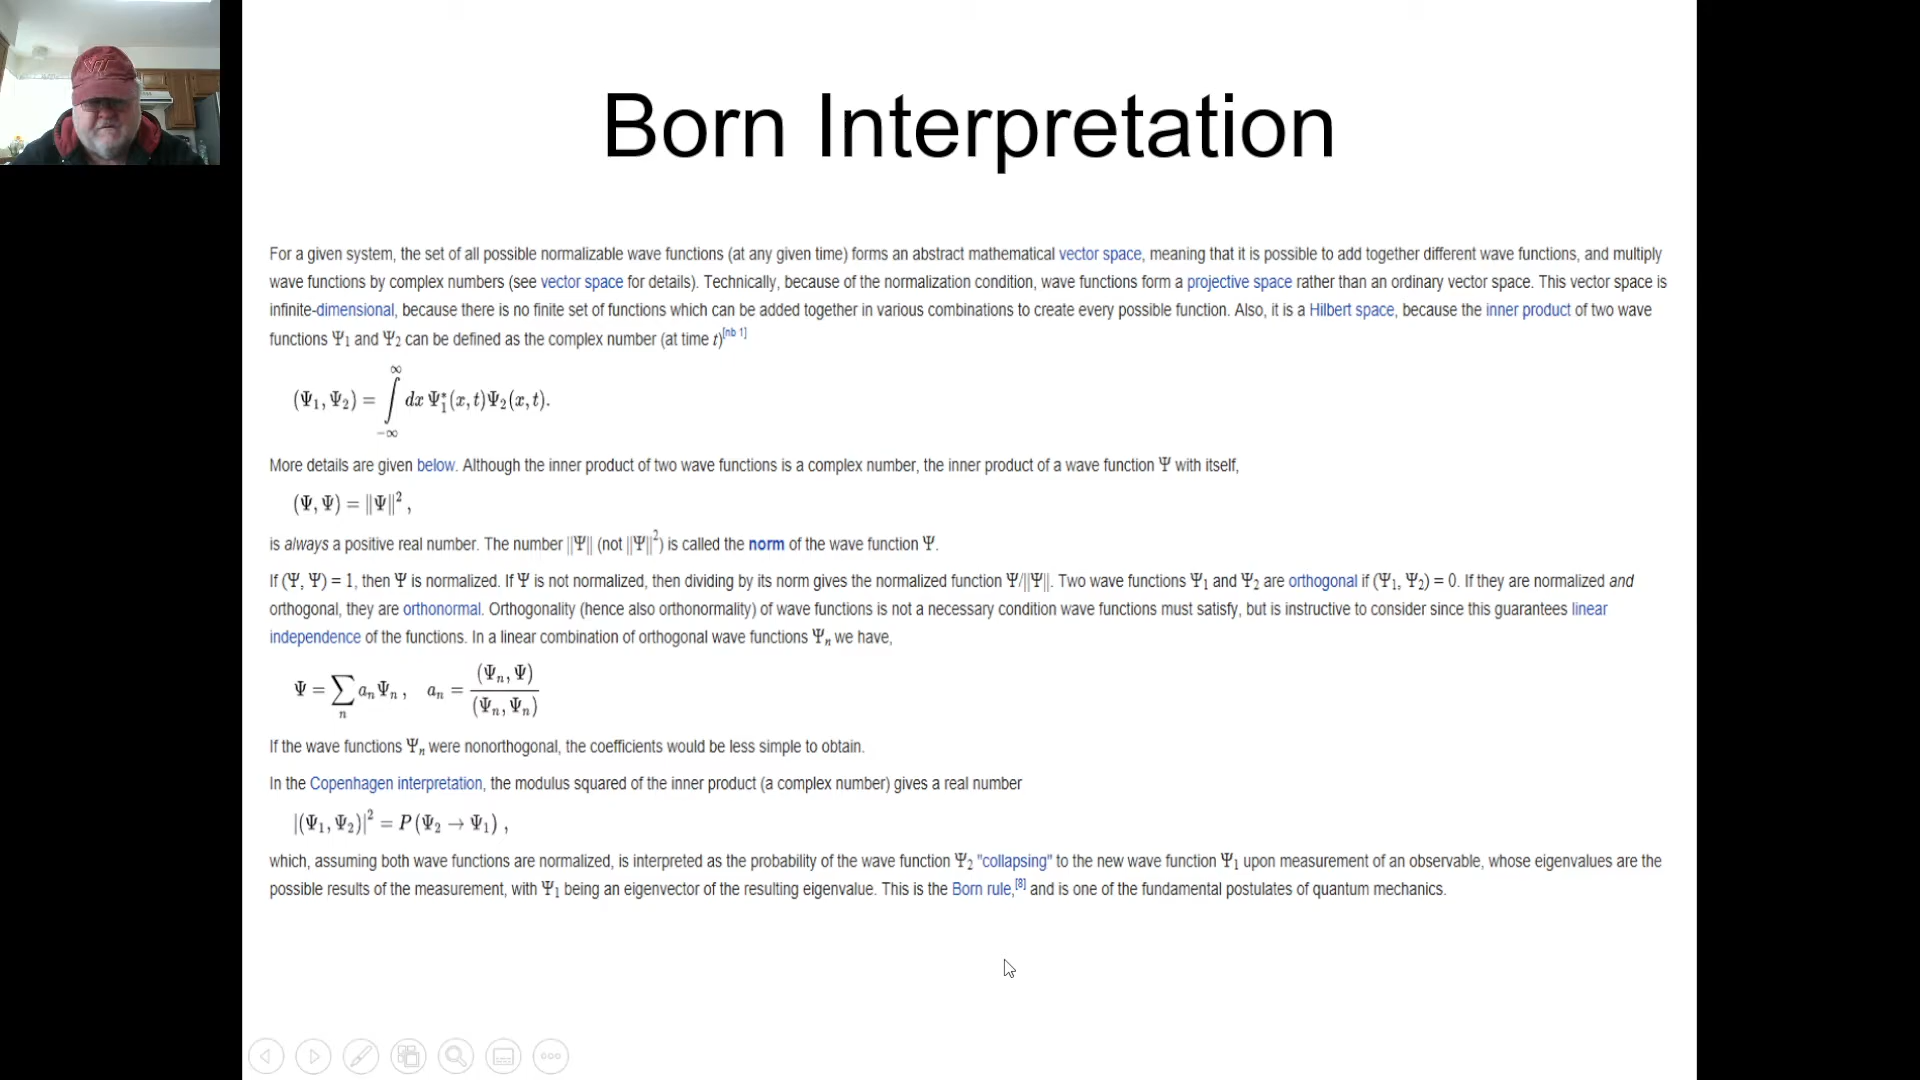 VT
Born Interpretation
For a given system, the set of all possible normalizable wave functions (at any given time) forms an abstract mathematical vector space, meaning that it is possible to add together different wave functions, and multiply
wave functions by complex numbers (see vector space for details). Technically, because of the normalization condition, wave functions form a projective space rather than an ordinary vector space. This vector space is
infinite-dimensional, because there is no finite set of functions which can be added together in various combinations to create every possible function. Also, it is a Hilbert space, because the inner product of two wave
functions Ψ₁ and Ψ₂ can be defined as the complex number (at time t)[nb 1]
(Ψ₁, Ψ₂) = ∫_{-∞}^{∞} dx Ψ₁*(x, t)Ψ₂(x, t).
More details are given below. Although the inner product of two wave functions is a complex number, the inner product of a wave function Ψ with itself,
(Ψ, Ψ) = ‖Ψ‖²,
is always a positive real number. The number ‖Ψ‖ (not ‖Ψ‖²) is called the norm of the wave function Ψ.
If (Ψ, Ψ) = 1, then Ψ is normalized. If Ψ is not normalized, then dividing by its norm gives the normalized function Ψ/‖Ψ‖. Two wave functions Ψ₁ and Ψ₂ are orthogonal if (Ψ₁, Ψ₂) = 0. If they are normalized and
orthogonal, they are orthonormal. Orthogonality (hence also orthonormality) of wave functions is not a necessary condition wave functions must satisfy, but is instructive to consider since this guarantees linear
independence of the functions. In a linear combination of orthogonal wave functions Ψₙ we have,
Ψ = ∑ₙ aₙΨₙ, aₙ = (Ψₙ, Ψ) / (Ψₙ, Ψₙ)
If the wave functions Ψₙ were nonorthogonal, the coefficients would be less simple to obtain.
In the Copenhagen interpretation, the modulus squared of the inner product (a complex number) gives a real number
|(Ψ₁, Ψ₂)|² = P(Ψ₂ → Ψ₁),
which, assuming both wave functions are normalized, is interpreted as the probability of the wave function Ψ₂ "collapsing" to the new wave function Ψ₁ upon measurement of an observable, whose eigenvalues are the
possible results of the measurement, with Ψ₁ being an eigenvector of the resulting eigenvalue. This is the Born rule,[8] and is one of the fundamental postulates of quantum mechanics.